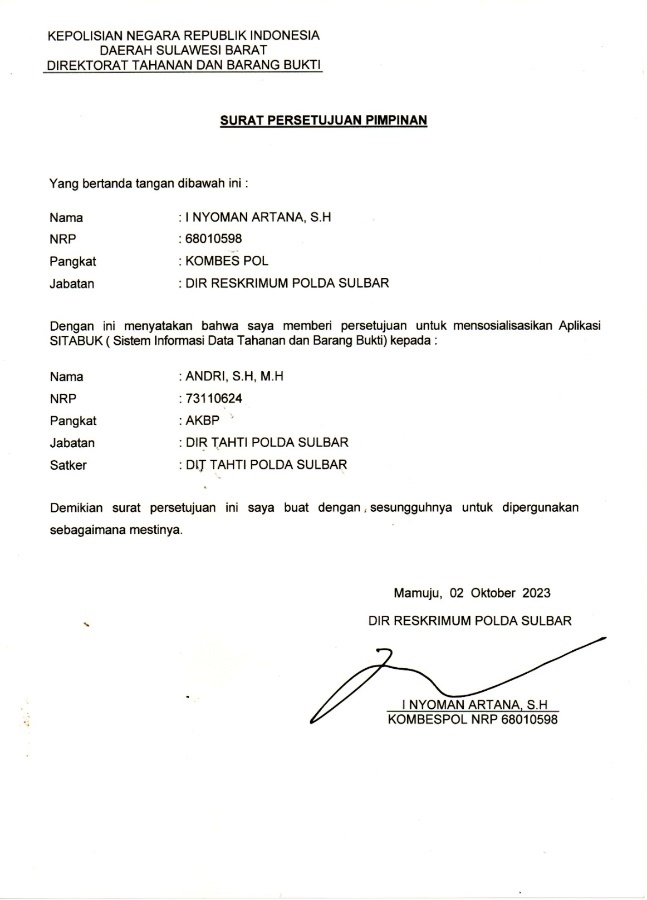 KEPOLISIAN NEGARA REPUBLIK INDONESIA
DAERAH SULAWESI BARAT
DIREKTORAT TAHANAN DAN BARANG BUKTI
SURAT PERSETUJUAN PIMPINAN
Yang bertanda tangan dibawah ini :
Nama : I NYOMAN ARTANA, S.H
NRP : 68010598
Pangkat : KOMBES POL
Jabatan : DIR RESKRIMUM POLDA SULBAR
Dengan ini menyatakan bahwa saya memberi persetujuan untuk mensosialisasikan Aplikasi
SITABUK ( Sistem Informasi Data Tahanan dan Barang Bukti) kepada :
Nama : ANDRI, S.H, M.H
NRP : 73110624
Pangkat : AKBP
Jabatan : DIR TAHTI POLDA SULBAR
Satker : DIT TAHTI POLDA SULBAR
Demikian surat persetujuan ini saya buat dengan sesungguhnya untuk dipergunakan
sebagaimana mestinya.
Mamuju, 02 Oktober 2023
DIR RESKRIMUM POLDA SULBAR
I NYOMAN ARTANA, S.H
KOMBESPOL NRP 68010598